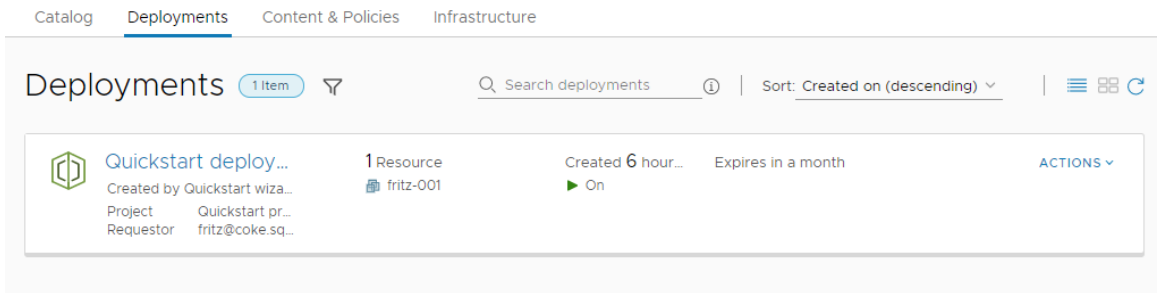 Catalog Deployments Content & Policies Infrastructure
Deployments 1 Item Search deployments Sort: Created on (descending)
Quickstart deploy... 1 Resource Created 6 hour... Expires in a month ACTIONS
Created by Quickstart wiza... fritz-001 On
Project Quickstart pr...
Requestor fritz@coke.sq...